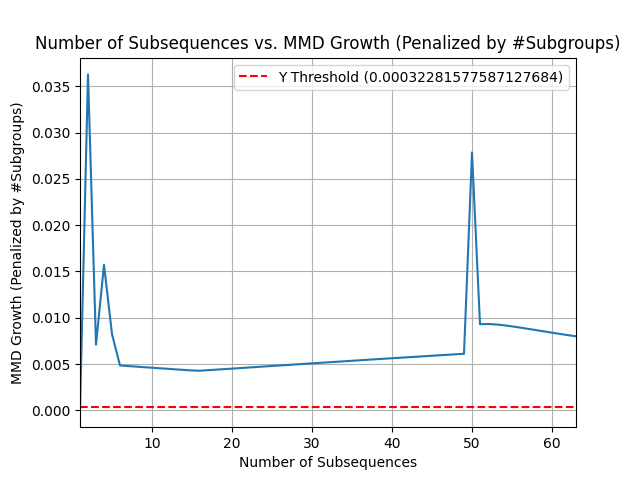 Number of Subsequences vs. MMD Growth (Penalized by #Subgroups)
Y Threshold (0.00032281577587127684)
MMD Growth (Penalized by #Subgroups)
0.035
0.030
0.025
0.020
0.015
0.010
0.005
0.000
10 20 30 40 50 60
Number of Subsequences